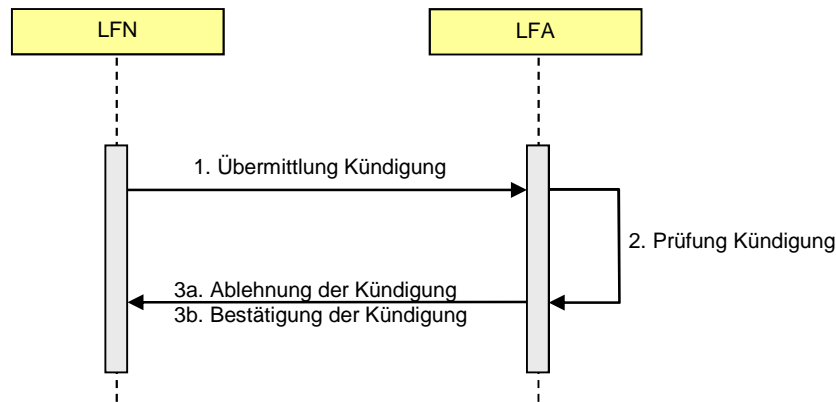 LFN
LFA
1. Übermittlung Kündigung
2. Prüfung Kündigung
3a. Ablehnung der Kündigung
3b. Bestätigung der Kündigung